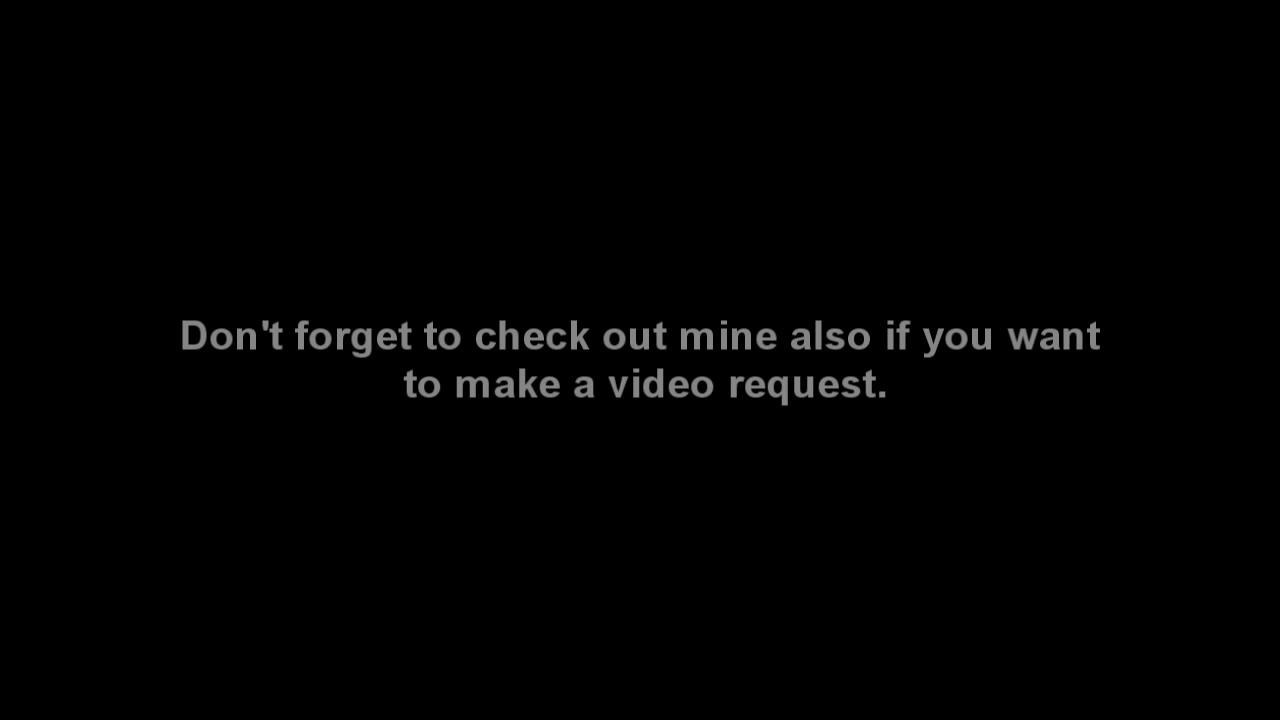 Don't forget to check out mine also if you want
to make a video request.